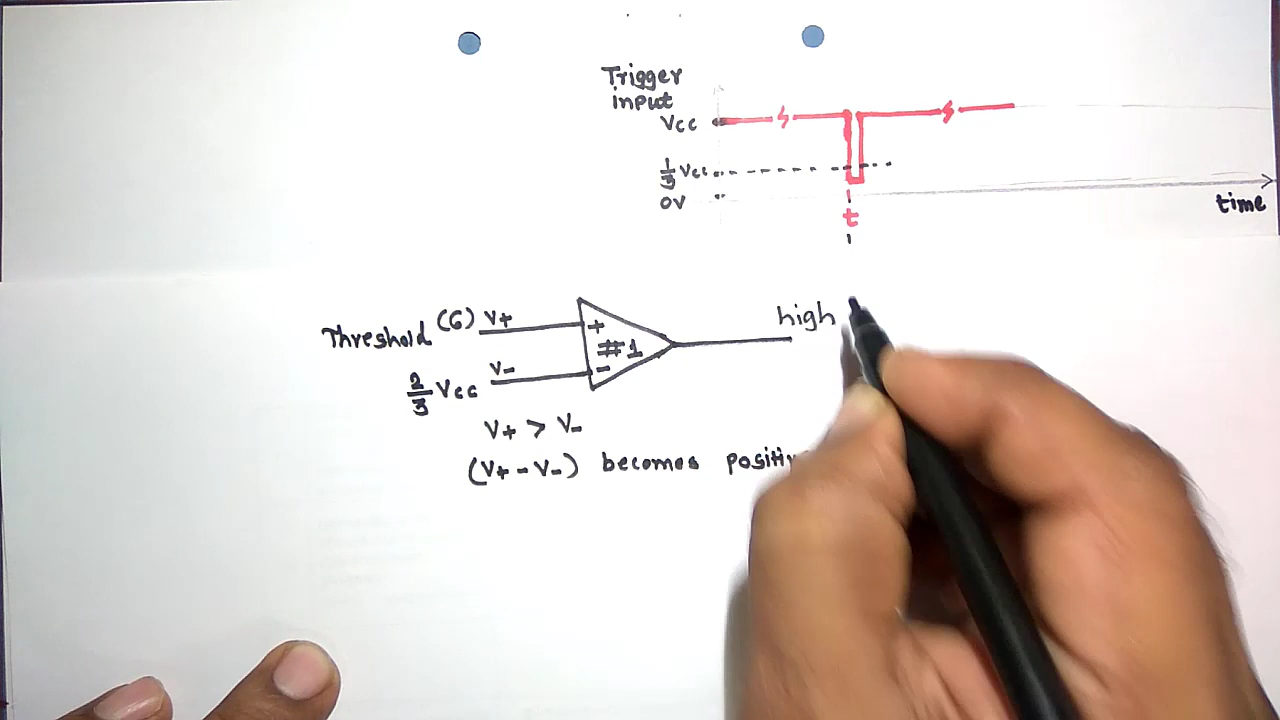 Trigger
input
Vcc
1/3 Vcc
0V
time
t
Threshold (6) V+
high
+
#1
-
2/3 Vcc
V-
V+ > V-
(V+ - V-) becomes